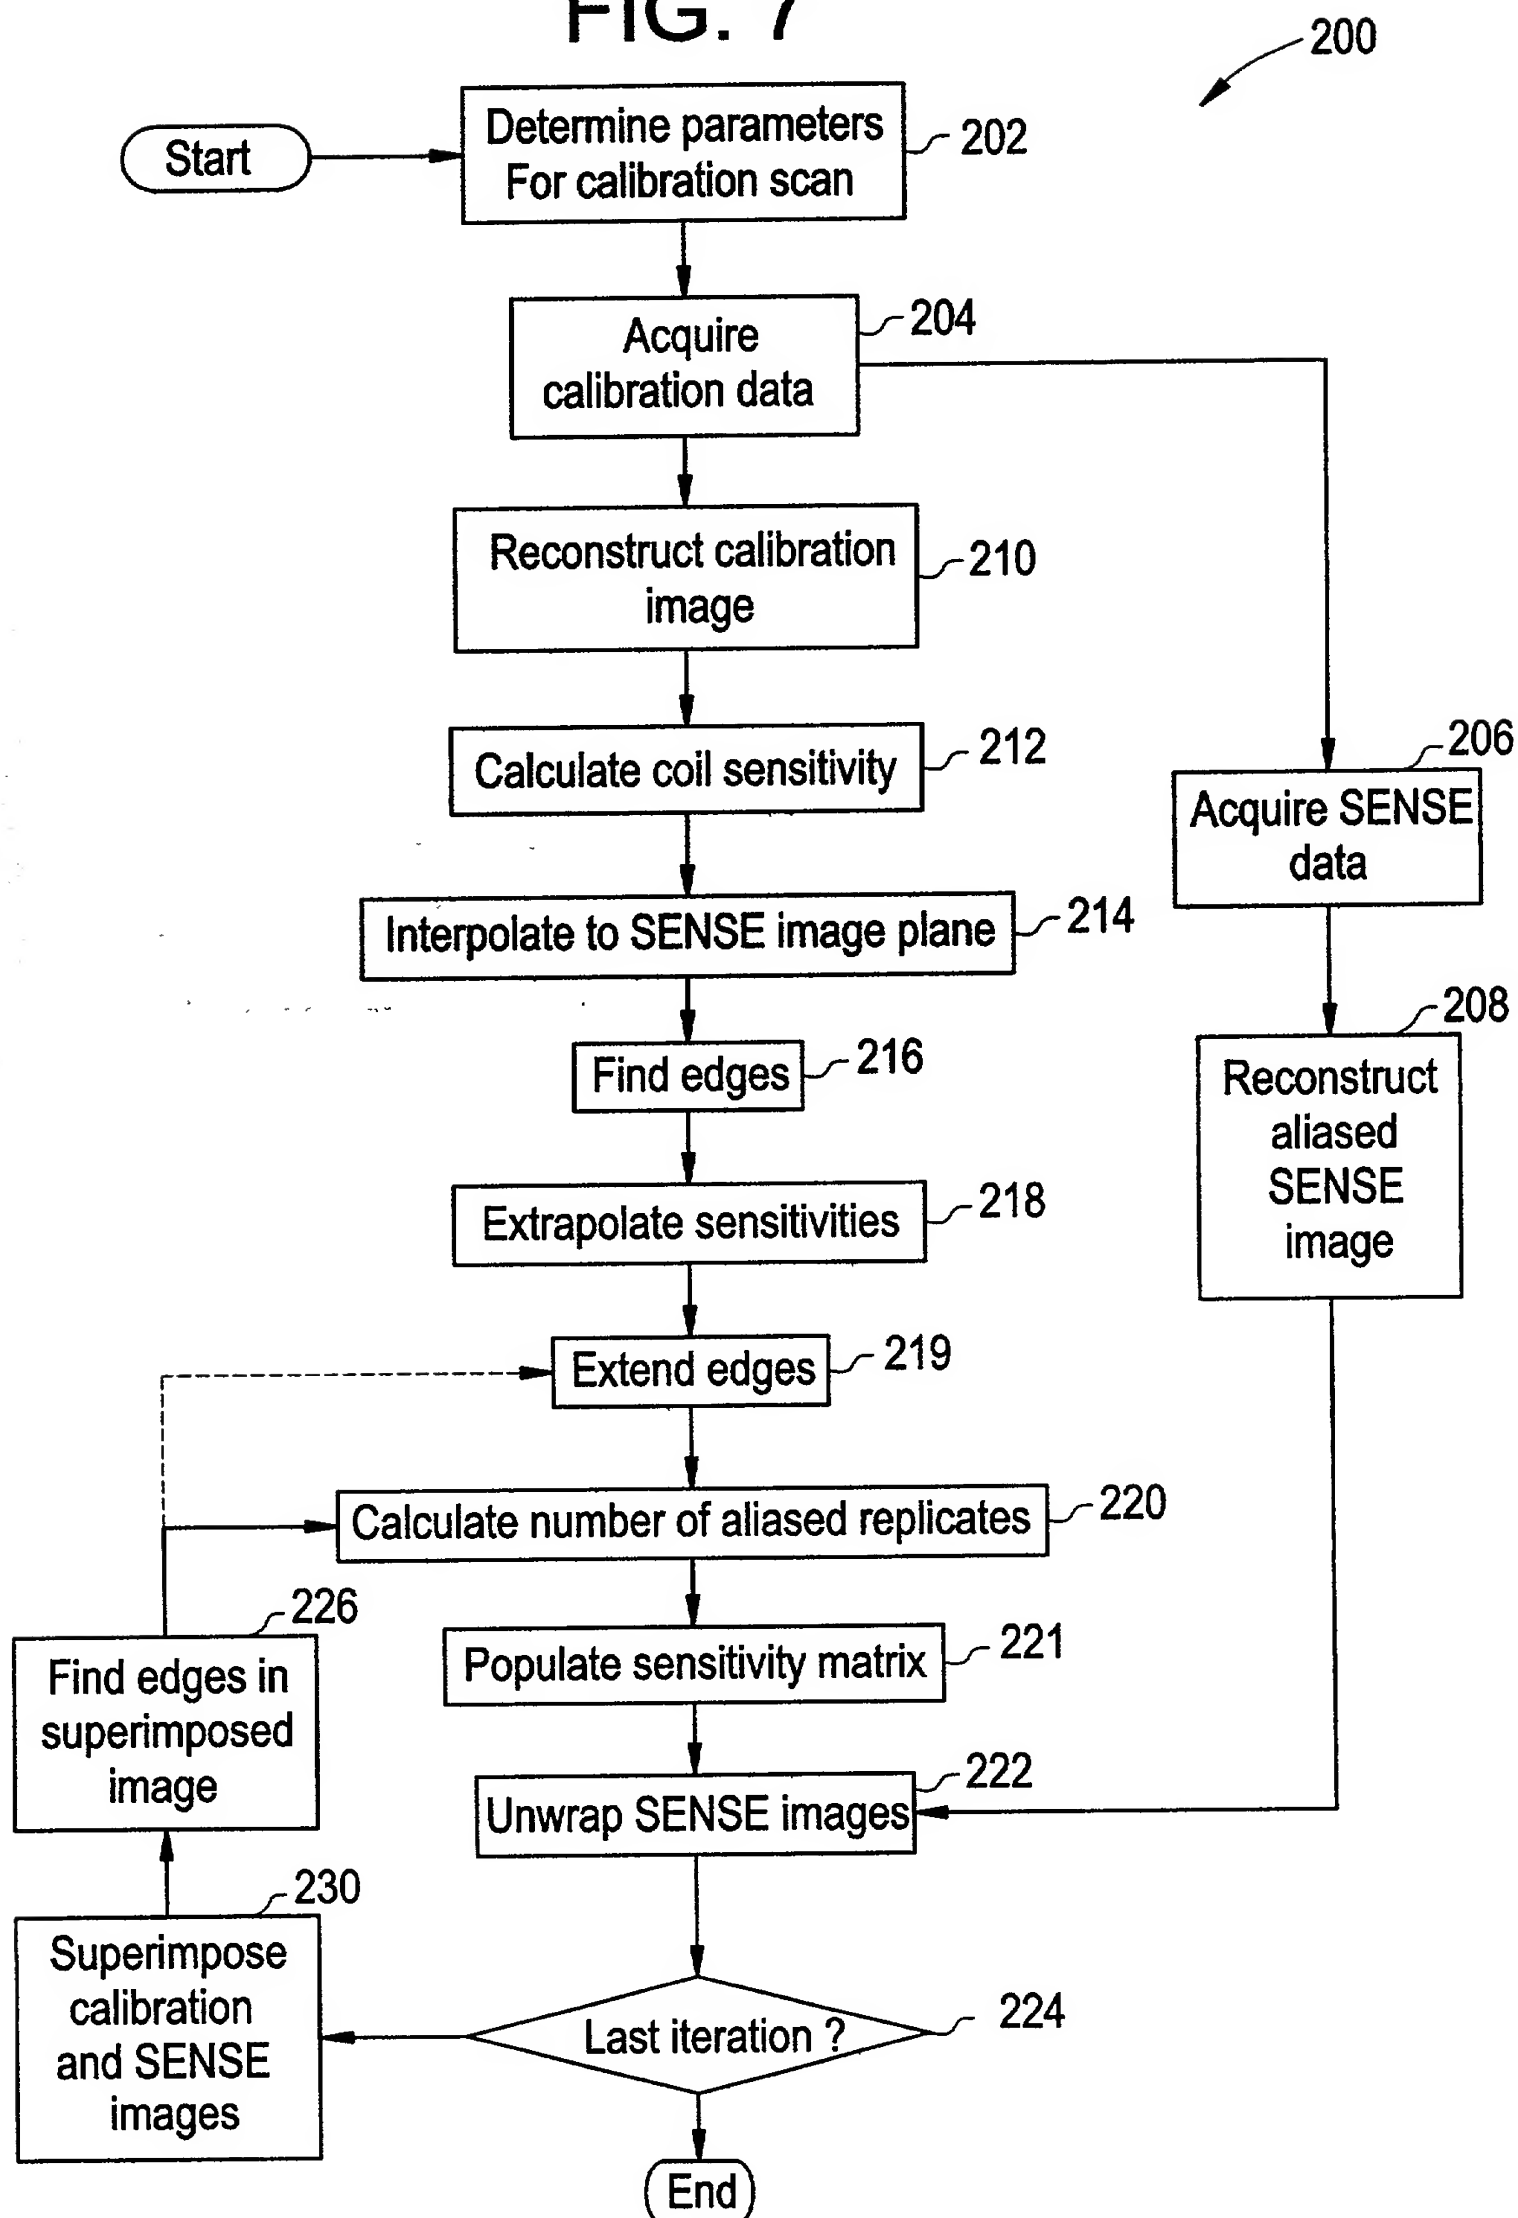 FIG. 7
200
Start
Determine parameters
For calibration scan
202
Acquire
calibration data
204
Reconstruct calibration
image
210
Calculate coil sensitivity
212
206
Acquire SENSE
data
Interpolate to SENSE image plane
214
208
Reconstruct
aliased
SENSE
image
Find edges
216
Extrapolate sensitivities
218
Extend edges
219
Calculate number of aliased replicates
220
226
Find edges in
superimposed
image
Populate sensitivity matrix
221
Unwrap SENSE images
222
230
Superimpose
calibration
and SENSE
images
Last iteration ?
224
End